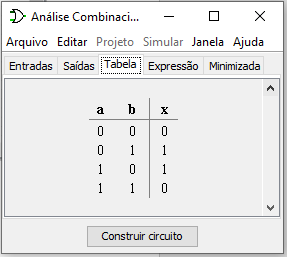 Análise Combinaci...
Arquivo Editar Projeto Simular Janela Ajuda
Entradas Saídas Tabela Expressão Minimizada
a b x
0 0 0
0 1 1
1 0 1
1 1 0
Construir circuito